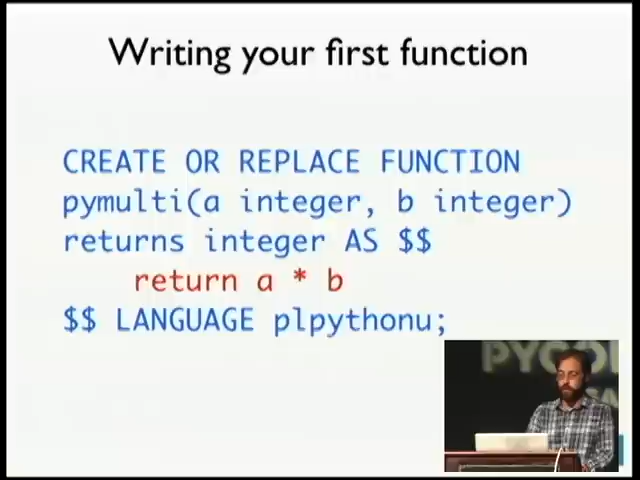 Writing your first function
CREATE OR REPLACE FUNCTION
pymulti(a integer, b integer)
returns integer AS $$
return a * b
$$ LANGUAGE plpythonu;